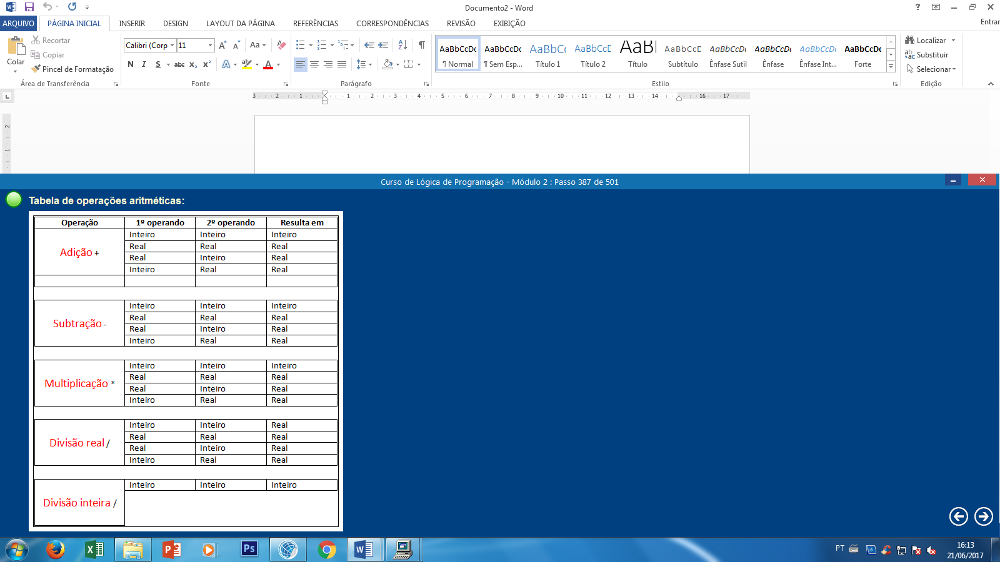 Documento2 - Word
ARQUIVO PÁGINA INICIAL INSERIR DESIGN LAYOUT DA PÁGINA REFERÊNCIAS CORRESPONDÊNCIAS REVISÃO EXIBIÇÃO Entrar
Colar
Recortar
Copiar
Pincel de Formatação
Área de Transferência
Calibri (Corp 11
Aa
N I S abc x₂ x² A ab A
Fonte
Parágrafo
AaBbCcDc AaBbCcDc AaBbCc AaBbCcD AaBl AaBbCcD AaBbCcDc AaBbCcDc AaBbCcDc AaBbCcDc
¶ Normal ¶ Sem Esp... Título 1 Título 2 Título Subtítulo Ênfase Sutil Ênfase Ênfase Int... Forte
Estilo
Localizar
Substituir
Selecionar
Edição
3 2 1 1 2 3 4 5 6 7 8 9 10 11 12 13 14 16 17
2
1
Curso de Lógica de Programação - Módulo 2 : Passo 387 de 501
Tabela de operações aritméticas:
Operação 1º operando 2º operando Resulta em
Adição +
Inteiro Inteiro Inteiro
Real Real Real
Real Inteiro Real
Inteiro Real Real
Subtração -
Inteiro Inteiro Inteiro
Real Real Real
Real Inteiro Real
Inteiro Real Real
Multiplicação *
Inteiro Inteiro Inteiro
Real Real Real
Real Inteiro Real
Inteiro Real Real
Divisão real /
Inteiro Inteiro Real
Real Real Real
Real Inteiro Real
Inteiro Real Real
Divisão inteira /
Inteiro Inteiro Inteiro
Ps
PT
16:13
21/06/2017